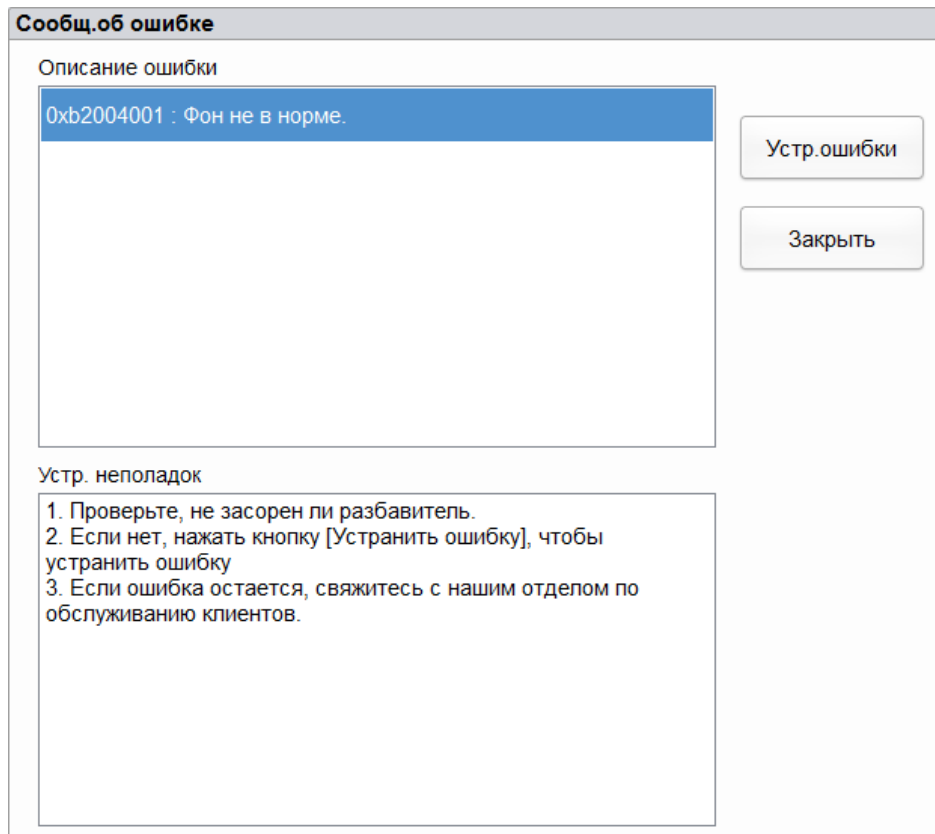 Сообщ.об ошибке
Описание ошибки
0xb2004001 : Фон не в норме.
Устр.ошибки
Закрыть
Устр. неполадок
1. Проверьте, не засорен ли разбавитель.
2. Если нет, нажать кнопку [Устранить ошибку], чтобы
устранить ошибку
3. Если ошибка остается, свяжитесь с нашим отделом по
обслуживанию клиентов.